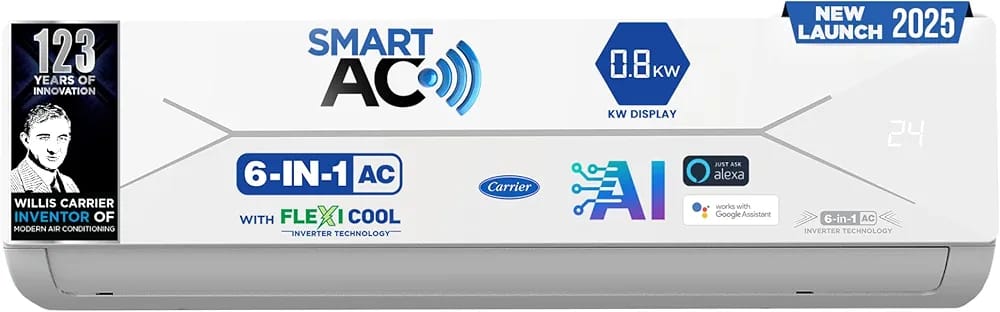 123
YEARS OF
INNOVATION
WILLIS CARRIER
INVENTOR OF
MODERN AIR CONDITIONING
SMART
AC
0.8 KW
KW DISPLAY
NEW
LAUNCH 2025
24
6-IN-1 AC
WITH FLEXI COOL
INVERTER TECHNOLOGY
Carrier
AI
JUST ASK
alexa
works with
Google Assistant
6-in-1 AC
INVERTER TECHNOLOGY